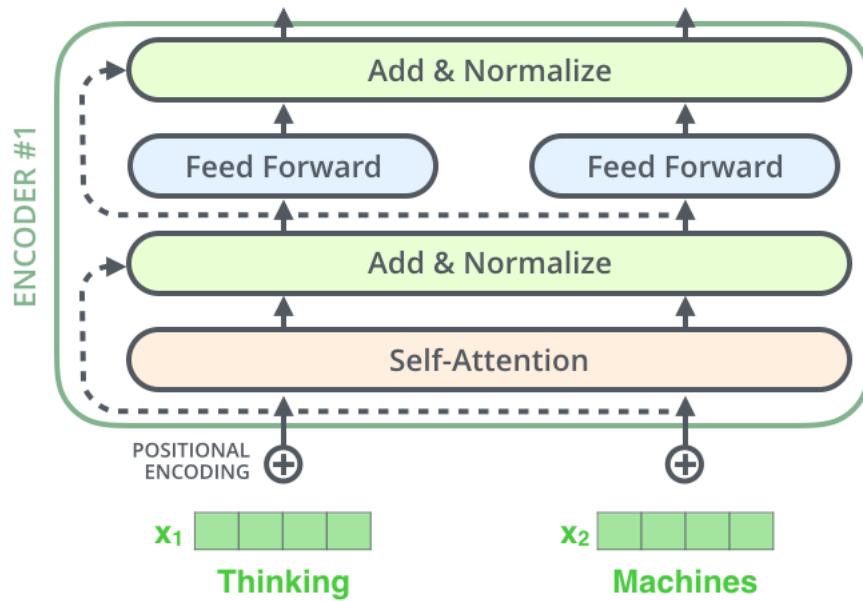 ENCODER #1
Add & Normalize
Feed Forward
Feed Forward
Add & Normalize
Self-Attention
POSITIONAL
ENCODING
x1
x2
Thinking
Machines